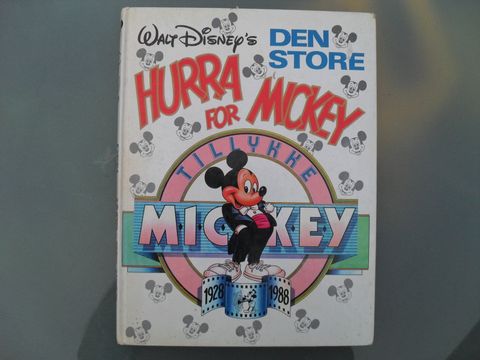 WALT DISNEY'S DEN
STORE
HURRA
FOR MICKEY
TILLYKKE
MICKEY
1928 1988